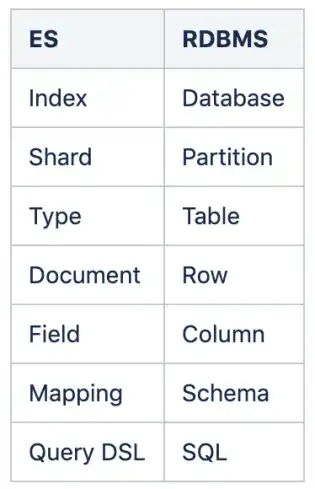 ES RDBMS
Index Database
Shard Partition
Type Table
Document Row
Field Column
Mapping Schema
Query DSL SQL